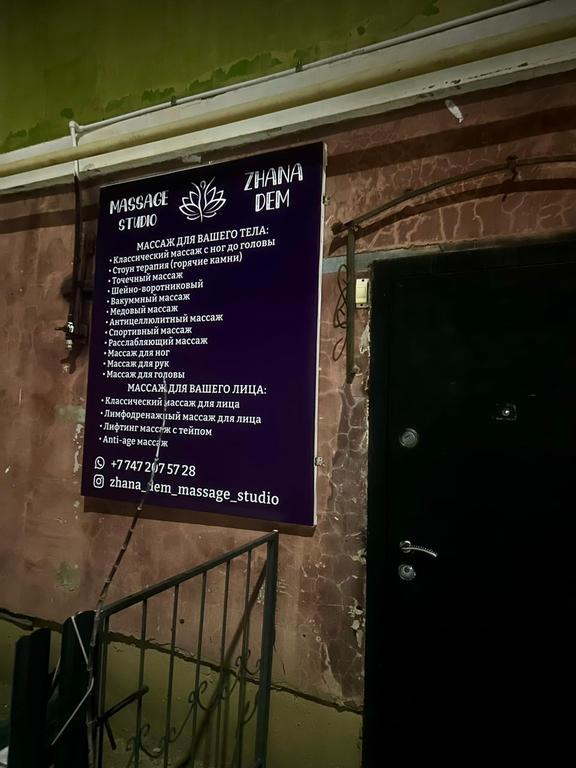 MASSAGE STUDIO
ZHANA DEM
МАССАЖ ДЛЯ ВАШЕГО ТЕЛА:
• Классический массаж с ног до головы
• Стоун терапия (горячие камни)
• Точечный массаж
• Шейно-воротниковый
• Вакуумный массаж
• Медовый массаж
• Антицеллюлитный массаж
• Спортивный массаж
• Расслабляющий массаж
• Массаж для ног
• Массаж для рук
• Массаж для головы
МАССАЖ ДЛЯ ВАШЕГО ЛИЦА:
• Классический массаж для лица
• Лимфодренажный массаж для лица
• Лифтинг массаж с тейпом
• Anti-age массаж
+7 747 207 57 28
zhana_dem_massage_studio